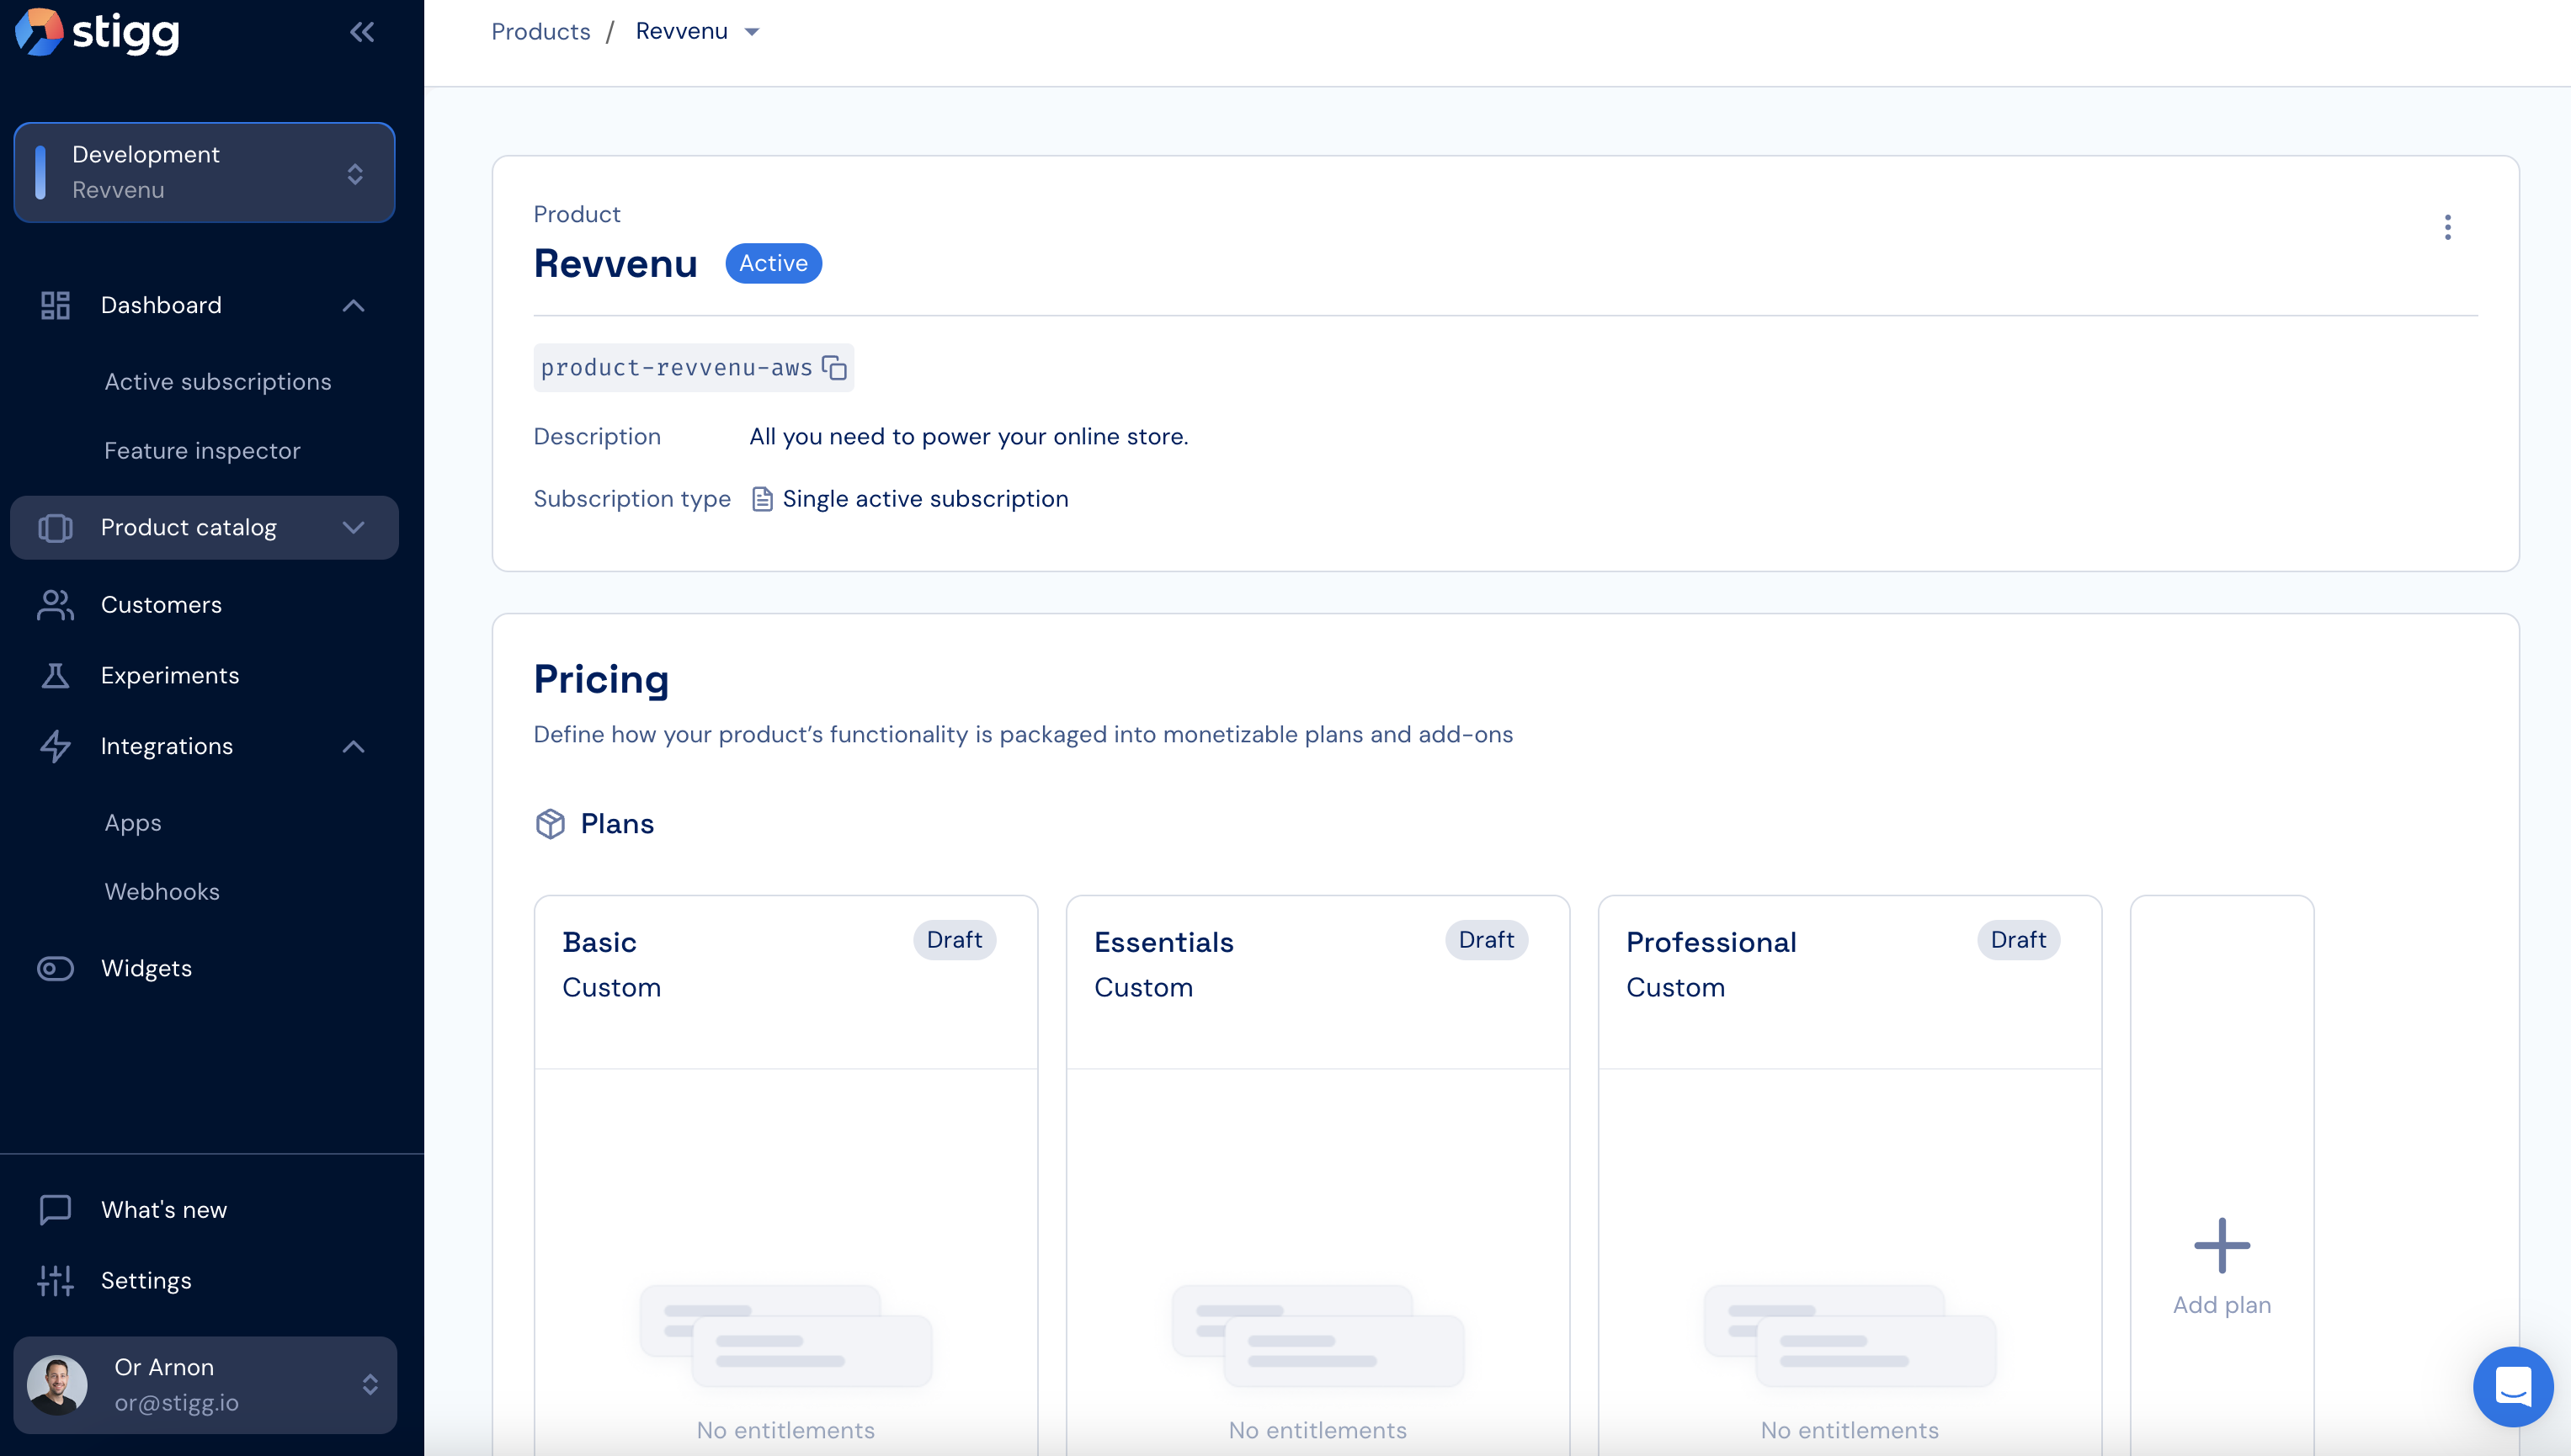 stigg
Development
Revvenu
Dashboard
Active subscriptions
Feature inspector
Product catalog
Customers
Experiments
Integrations
Apps
Webhooks
Widgets
What's new
Settings
Or Arnon
or@stigg.io
Products / Revvenu
Product
Revvenu Active
product-revvenu-aws
Description All you need to power your online store.
Subscription type Single active subscription
Pricing
Define how your product’s functionality is packaged into monetizable plans and add-ons
Plans
Basic Draft
Custom
No entitlements
Essentials Draft
Custom
No entitlements
Professional Draft
Custom
No entitlements
Add plan